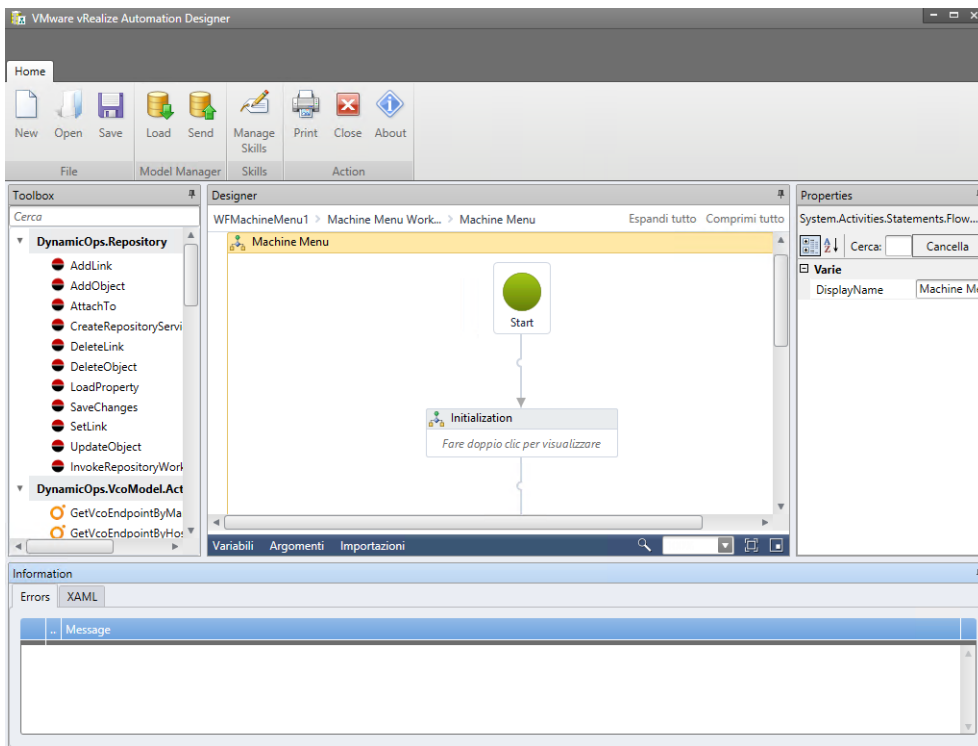 VMware vRealize Automation Designer
Home
New Open Save Load Send Manage Skills Print Close About
File Model Manager Skills Action
Toolbox
Cerca
DynamicOps.Repository
AddLink
AddObject
AttachTo
CreateRepositoryServi
DeleteLink
DeleteObject
LoadProperty
SaveChanges
SetLink
UpdateObject
InvokeRepositoryWork
DynamicOps.VcoModel.Act
GetVcoEndpointByMa
GetVcoEndpointByHos
Designer
WFMachineMenu1 > Machine Menu Work... > Machine Menu Espandi tutto Comprimi tutto
Machine Menu
Start
Initialization
Fare doppio clic per visualizzare
Variabili Argomenti Importazioni
Properties
System.Activities.Statements.Flow...
Cerca: Cancella
Varie
DisplayName Machine Me
Information
Errors XAML
.. Message